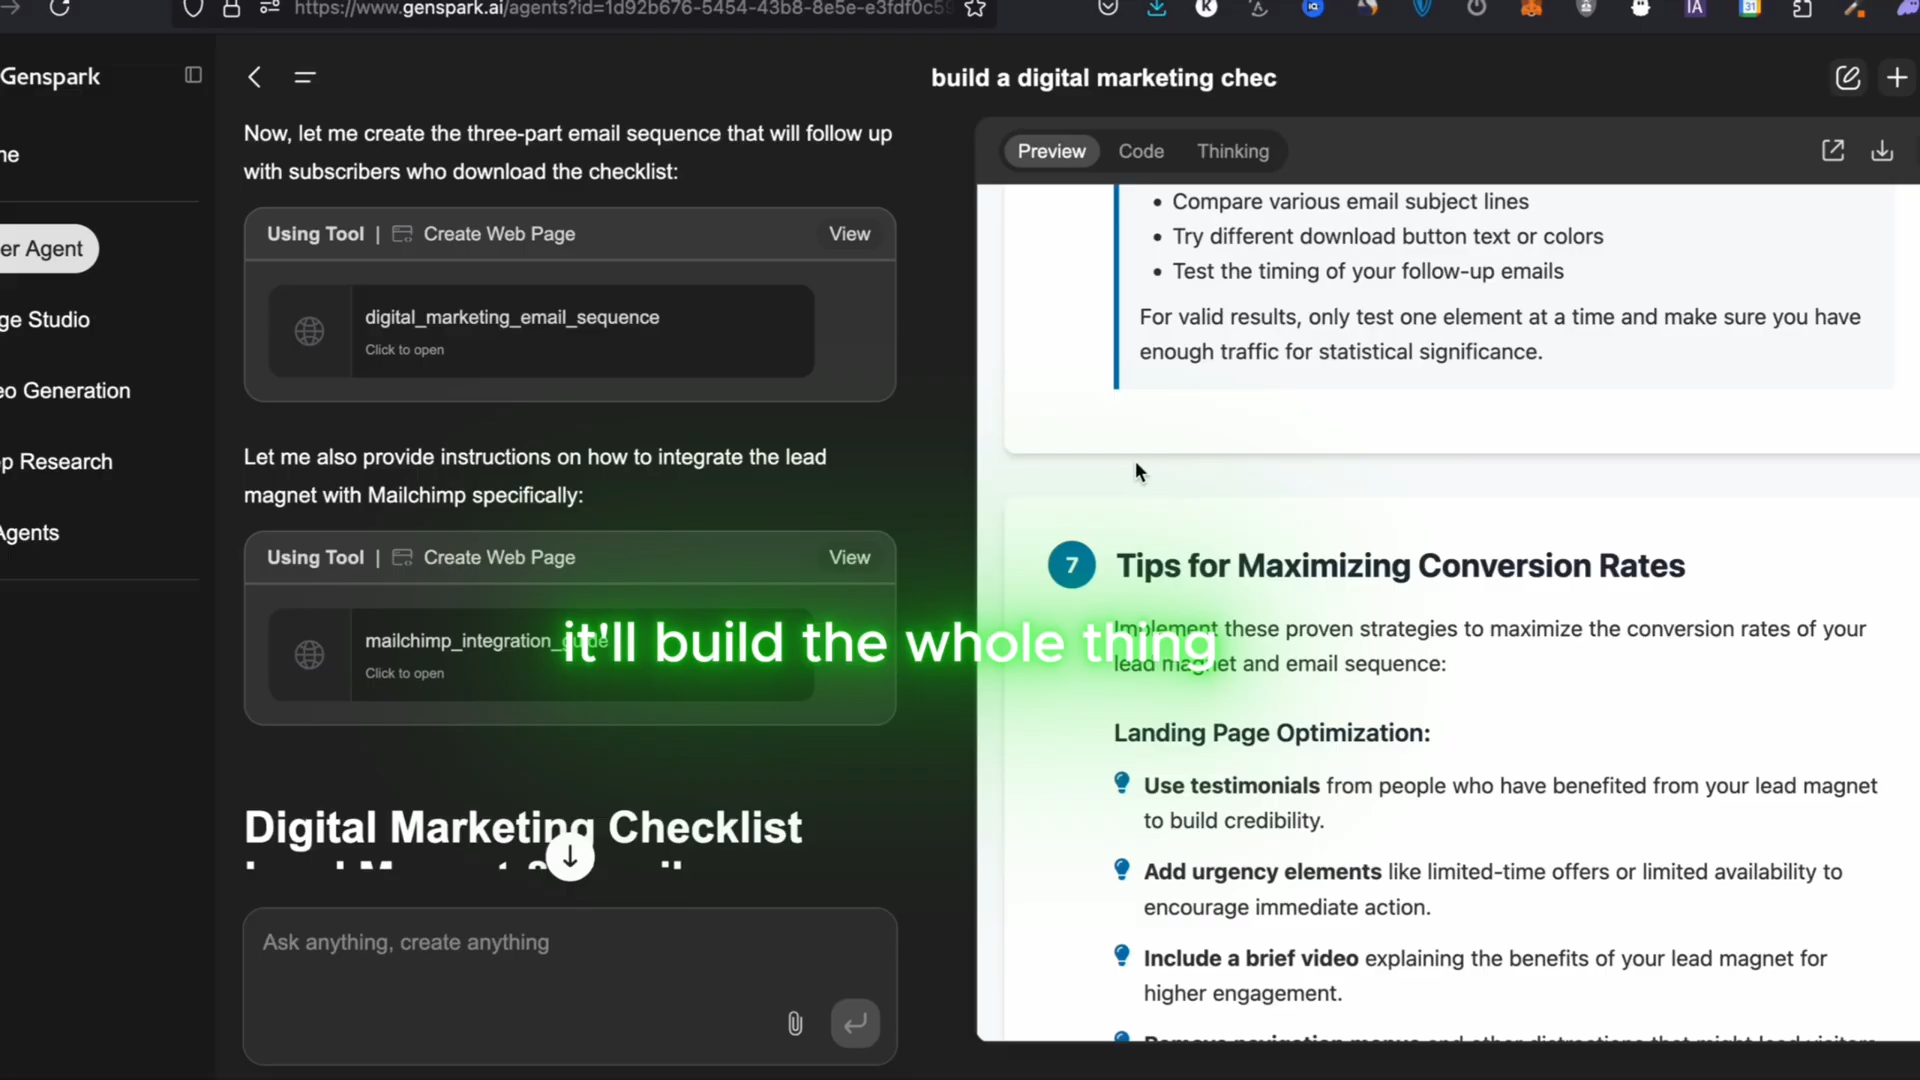 https://www.genspark.ai/agents?id=1d92b676-5454-43b8-8e5e-e3fdf0c5
IA
31
Genspark
er Agent
ge Studio
eo Generation
p Research
Agents
build a digital marketing chec
Now, let me create the three-part email sequence that will follow up
with subscribers who download the checklist:
Using Tool | Create Web Page
View
digital_marketing_email_sequence
Click to open
Let me also provide instructions on how to integrate the lead
magnet with Mailchimp specifically:
Using Tool | Create Web Page
View
mailchimp_integration_guide
Click to open
Digital Marketing Checklist
Ask anything, create anything
it'll build the whole thing
Preview
Code
Thinking
• Compare various email subject lines
• Try different download button text or colors
• Test the timing of your follow-up emails
For valid results, only test one element at a time and make sure you have
enough traffic for statistical significance.
7 Tips for Maximizing Conversion Rates
Implement these proven strategies to maximize the conversion rates of your
lead magnet and email sequence:
Landing Page Optimization:
Use testimonials from people who have benefited from your lead magnet
to build credibility.
Add urgency elements like limited-time offers or limited availability to
encourage immediate action.
Include a brief video explaining the benefits of your lead magnet for
higher engagement.